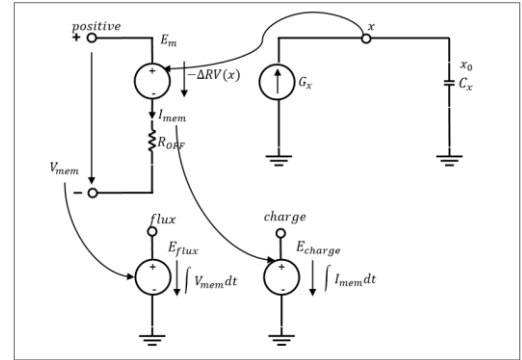 positive
+
E_m
x
+
-
−ΔRV(x)
G_x
x_0
C_x
I_mem
R_OFF
V_mem
−
flux
charge
E_flux
E_charge
+
-
∫ V_mem dt
+
-
∫ I_mem dt